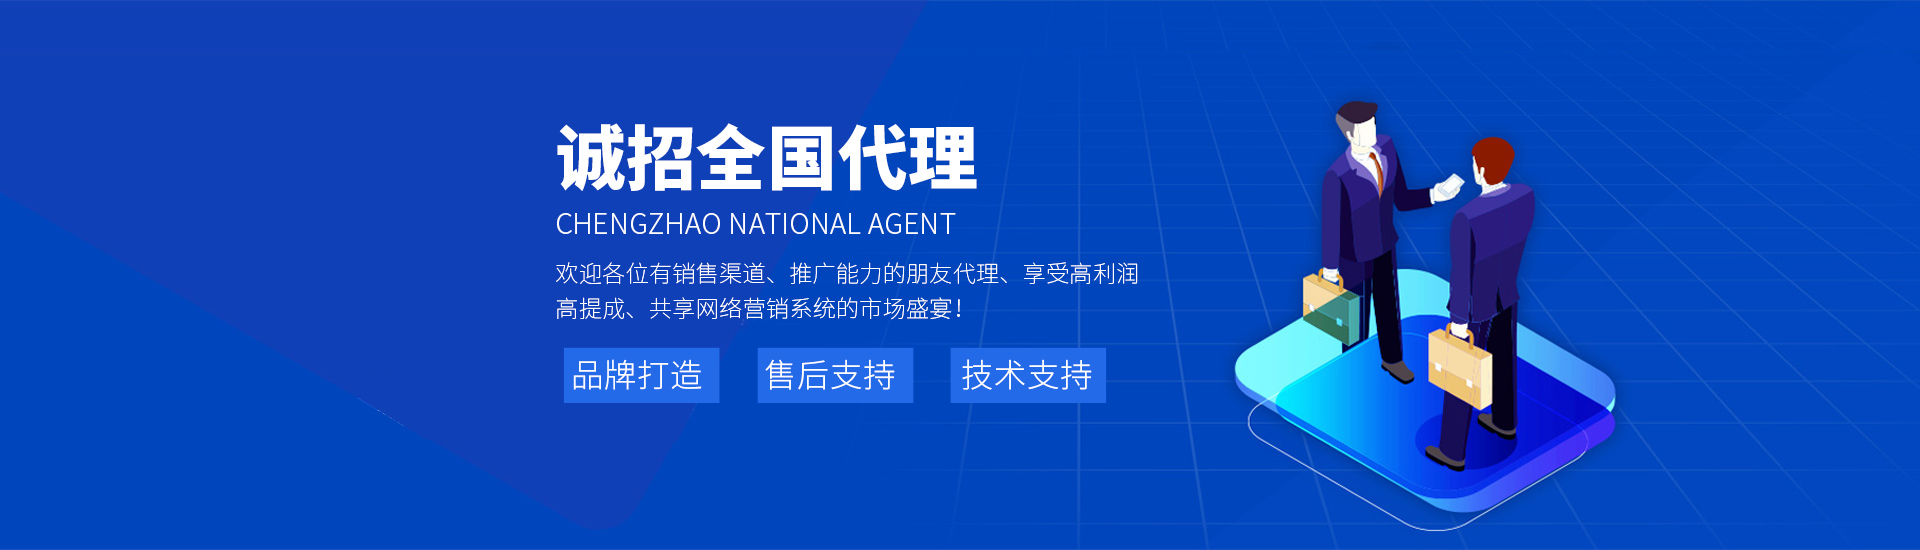 诚招全国代理
CHENGZHAO NATIONAL AGENT
欢迎各位有销售渠道、推广能力的朋友代理、享受高利润
高提成、共享网络营销系统的市场盛宴！
品牌打造 售后支持 技术支持